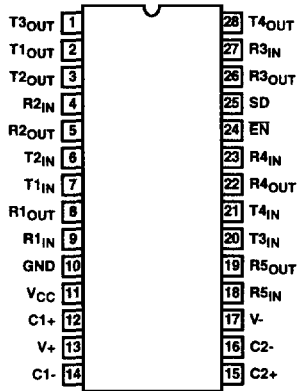 T3OUT 1 28 T4OUT
T1OUT 2 27 R3IN
T2OUT 3 26 R3OUT
R2IN 4 25 SD
R2OUT 5 24 E̅N̅
T2IN 6 23 R4IN
T1IN 7 22 R4OUT
R1OUT 8 21 T4IN
R1IN 9 20 T3IN
GND 10 19 R5OUT
VCC 11 18 R5IN
C1+ 12 17 V-
V+ 13 16 C2-
C1- 14 15 C2+